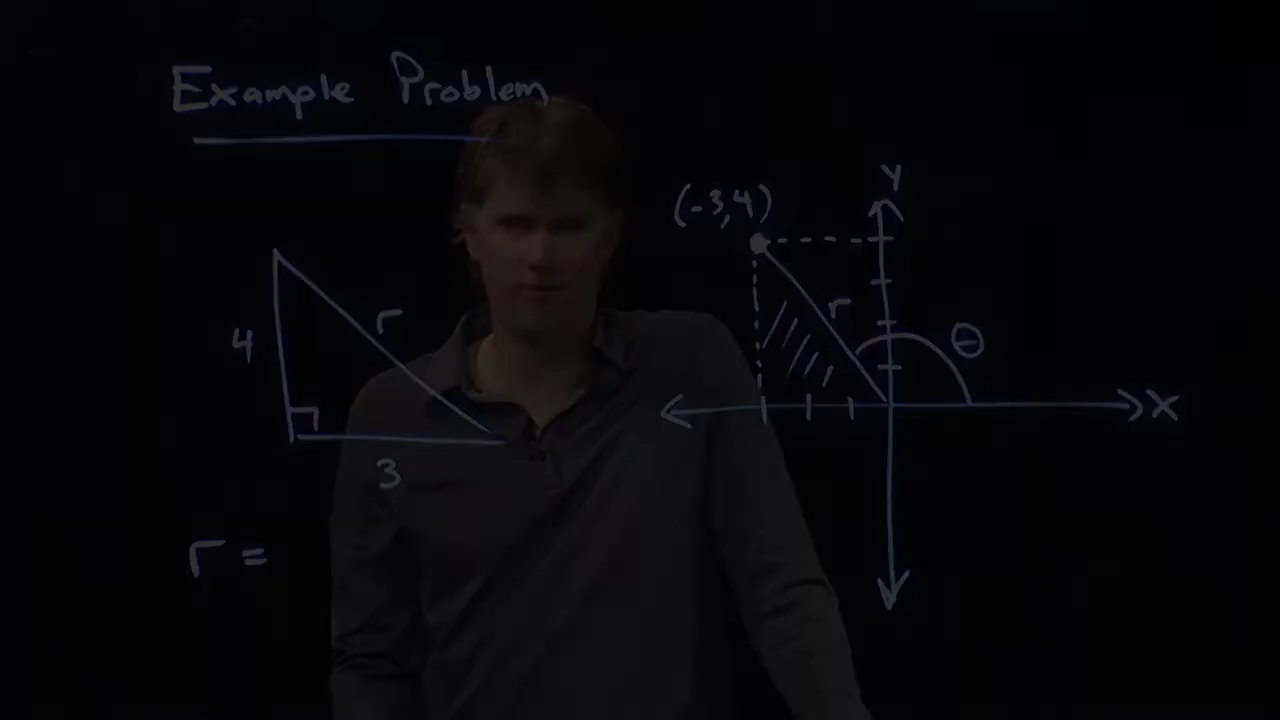 Example Problem
4
r
3
r =
(-3,4)
Y
r
θ
X